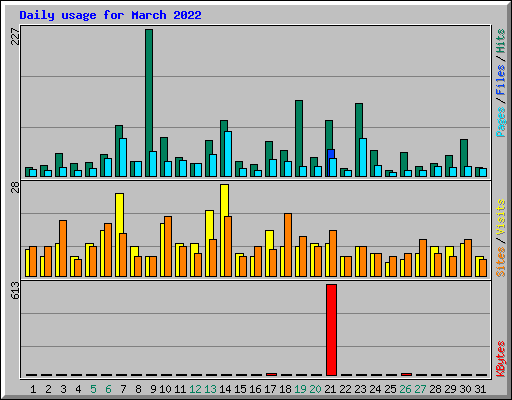 Daily usage for March 2022
227
Pages / Files / Hits
28
Sites / Visits
613
KBytes
1 2 3 4 5 6 7 8 9 10 11 12 13 14 15 16 17 18 19 20 21 22 23 24 25 26 27 28 29 30 31